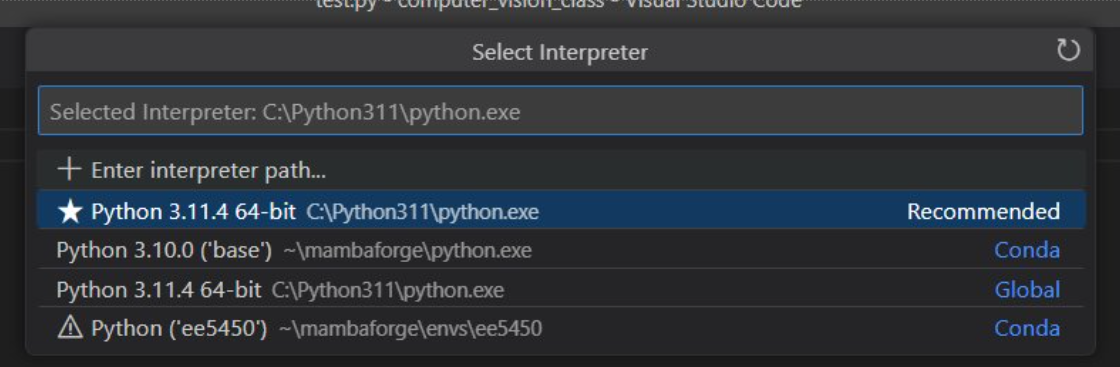 test.py - computer_vision_class - Visual Studio Code
Select Interpreter
Selected Interpreter: C:\Python311\python.exe
Enter interpreter path...
Python 3.11.4 64-bit C:\Python311\python.exe Recommended
Python 3.10.0 ('base') ~\mambaforge\python.exe Conda
Python 3.11.4 64-bit C:\Python311\python.exe Global
Python ('ee5450') ~\mambaforge\envs\ee5450 Conda